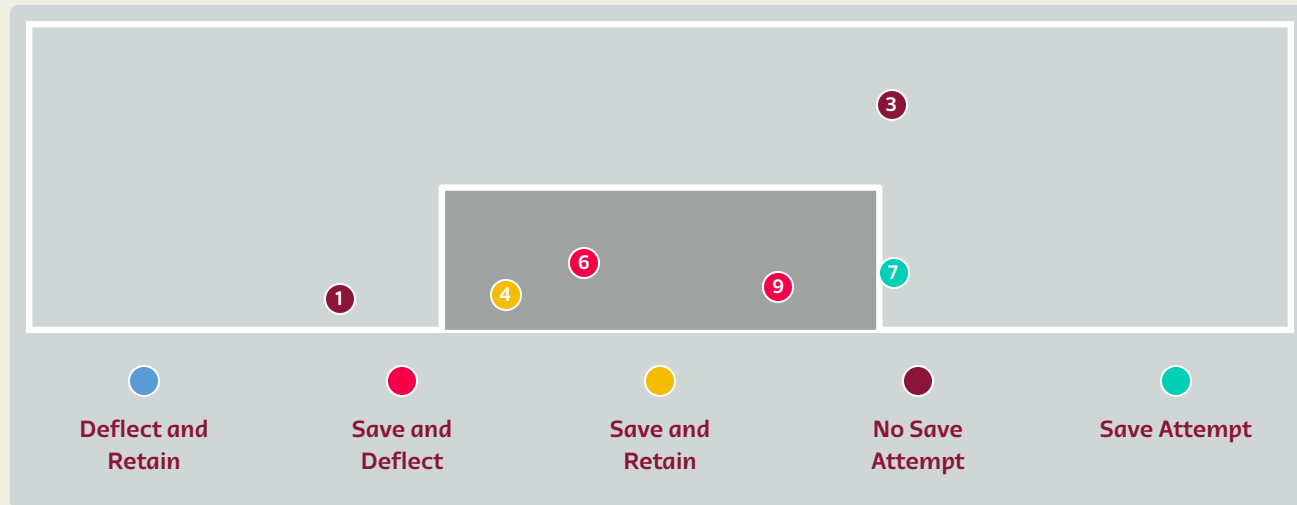 3
6
7
4
9
1
Deflect and
Retain
Save and
Deflect
Save and
Retain
No Save
Attempt
Save Attempt